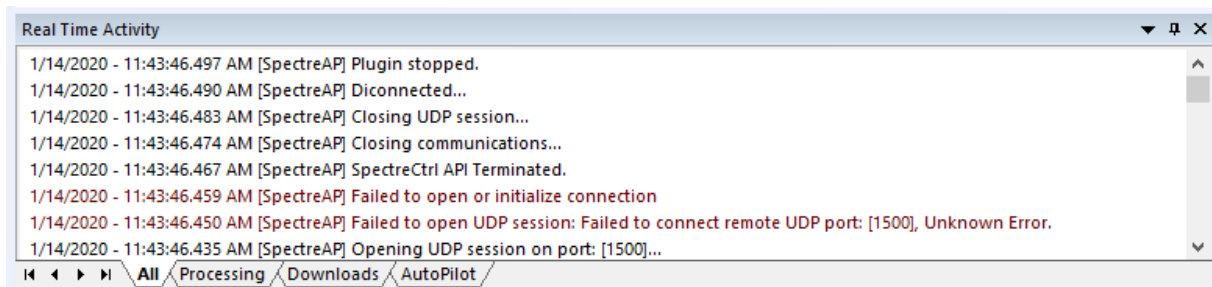 Real Time Activity
1/14/2020 - 11:43:46.497 AM [SpectreAP] Plugin stopped.
1/14/2020 - 11:43:46.490 AM [SpectreAP] Diconnected...
1/14/2020 - 11:43:46.483 AM [SpectreAP] Closing UDP session...
1/14/2020 - 11:43:46.474 AM [SpectreAP] Closing communications...
1/14/2020 - 11:43:46.467 AM [SpectreAP] SpectreCtrl API Terminated.
1/14/2020 - 11:43:46.459 AM [SpectreAP] Failed to open or initialize connection
1/14/2020 - 11:43:46.450 AM [SpectreAP] Failed to open UDP session: Failed to connect remote UDP port: [1500], Unknown Error.
1/14/2020 - 11:43:46.435 AM [SpectreAP] Opening UDP session on port: [1500]...
All Processing Downloads AutoPilot